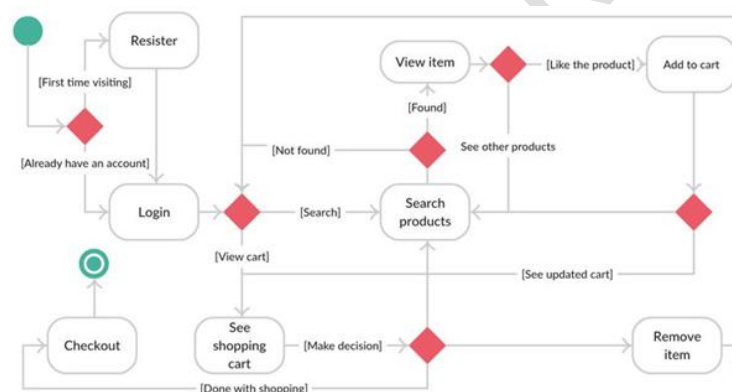 Resister
[First time visiting]
[Already have an account]
Login
View item
[Like the product]
Add to cart
[Found]
[Not found]
See other products
[Search]
Search
products
[View cart]
[See updated cart]
Checkout
See
shopping
cart
[Make decision]
Remove
item
[Done with shopping]